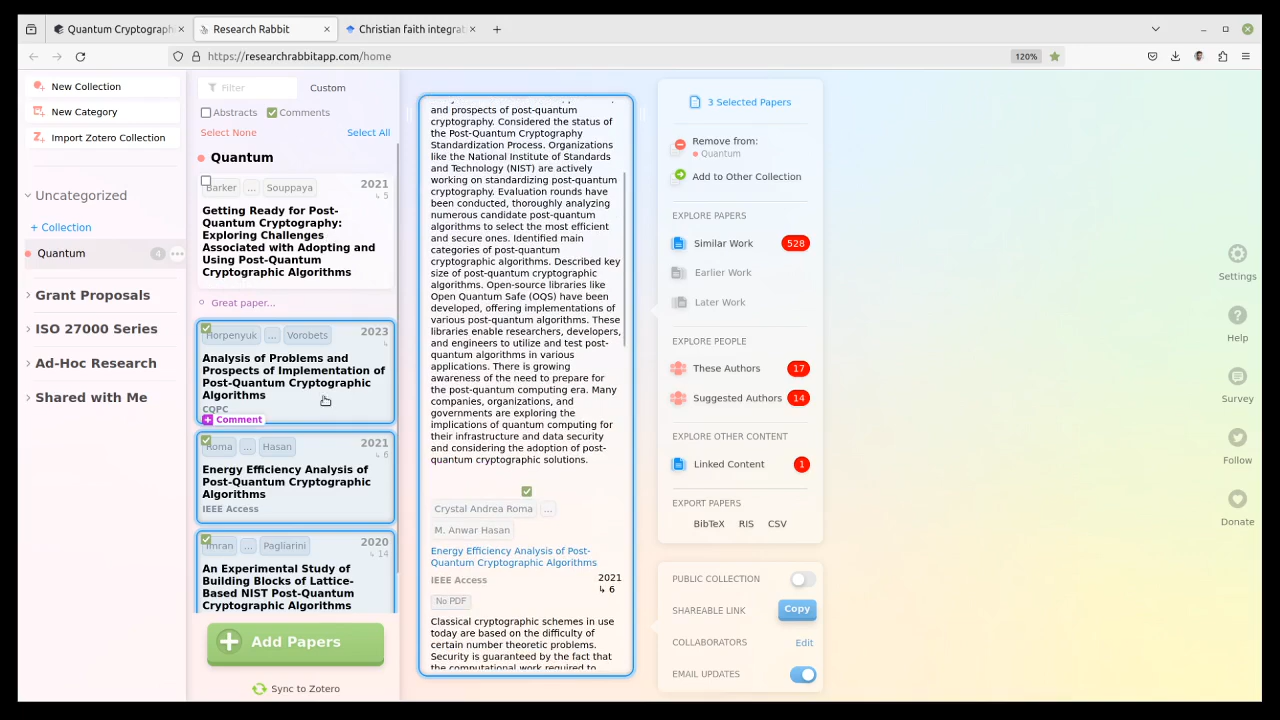 Quantum Cryptograph
Research Rabbit
Christian faith integrat
https://researchrabbitapp.com/home
120%
New Collection
New Category
Import Zotero Collection
Uncategorized
+ Collection
Quantum
4
Grant Proposals
ISO 27000 Series
Ad-Hoc Research
Shared with Me
Filter
Custom
Abstracts
Comments
Select None
Select All
Quantum
Barker
...
Souppaya
2021
↳ 5
Getting Ready for Post-
Quantum Cryptography:
Exploring Challenges
Associated with Adopting and
Using Post-Quantum
Cryptographic Algorithms
Great paper...
Horpenyuk
...
Vorobets
2023
↳
Analysis of Problems and
Prospects of Implementation of
Post-Quantum Cryptographic
Algorithms
CQPC
Comment
Roma
...
Hasan
2021
↳ 6
Energy Efficiency Analysis of
Post-Quantum Cryptographic
Algorithms
IEEE Access
Imran
...
Pagliarini
2020
↳ 14
An Experimental Study of
Building Blocks of Lattice-
Based NIST Post-Quantum
Cryptographic Algorithms
Add Papers
Sync to Zotero
and prospects of post-quantum
cryptography. Considered the status of
the Post-Quantum Cryptography
Standardization Process. Organizations
like the National Institute of Standards
and Technology (NIST) are actively
working on standardizing post-quantum
cryptography. Evaluation rounds have
been conducted, thoroughly analyzing
numerous candidate post-quantum
algorithms to select the most efficient
and secure ones. Identified main
categories of post-quantum
cryptographic algorithms. Described key
size of post-quantum cryptographic
algorithms. Open-source libraries like
Open Quantum Safe (OQS) have been
developed, offering implementations of
various post-quantum algorithms. These
libraries enable researchers, developers,
and engineers to utilize and test post-
quantum algorithms in various
applications. There is growing
awareness of the need to prepare for
the post-quantum computing era. Many
companies, organizations, and
governments are exploring the
implications of quantum computing for
their infrastructure and data security
and considering the adoption of post-
quantum cryptographic solutions.
Crystal Andrea Roma
...
M. Anwar Hasan
Energy Efficiency Analysis of Post-
Quantum Cryptographic Algorithms
IEEE Access
2021
↳ 6
No PDF
Classical cryptographic schemes in use
today are based on the difficulty of
certain number theoretic problems.
Security is guaranteed by the fact that
the computational work required to
3 Selected Papers
Remove from:
Quantum
Add to Other Collection
EXPLORE PAPERS
Similar Work
528
Earlier Work
Later Work
EXPLORE PEOPLE
These Authors
17
Suggested Authors
14
EXPLORE OTHER CONTENT
Linked Content
1
EXPORT PAPERS
BibTeX
RIS
CSV
PUBLIC COLLECTION
SHAREABLE LINK
Copy
COLLABORATORS
Edit
EMAIL UPDATES
Settings
Help
Survey
Follow
Donate